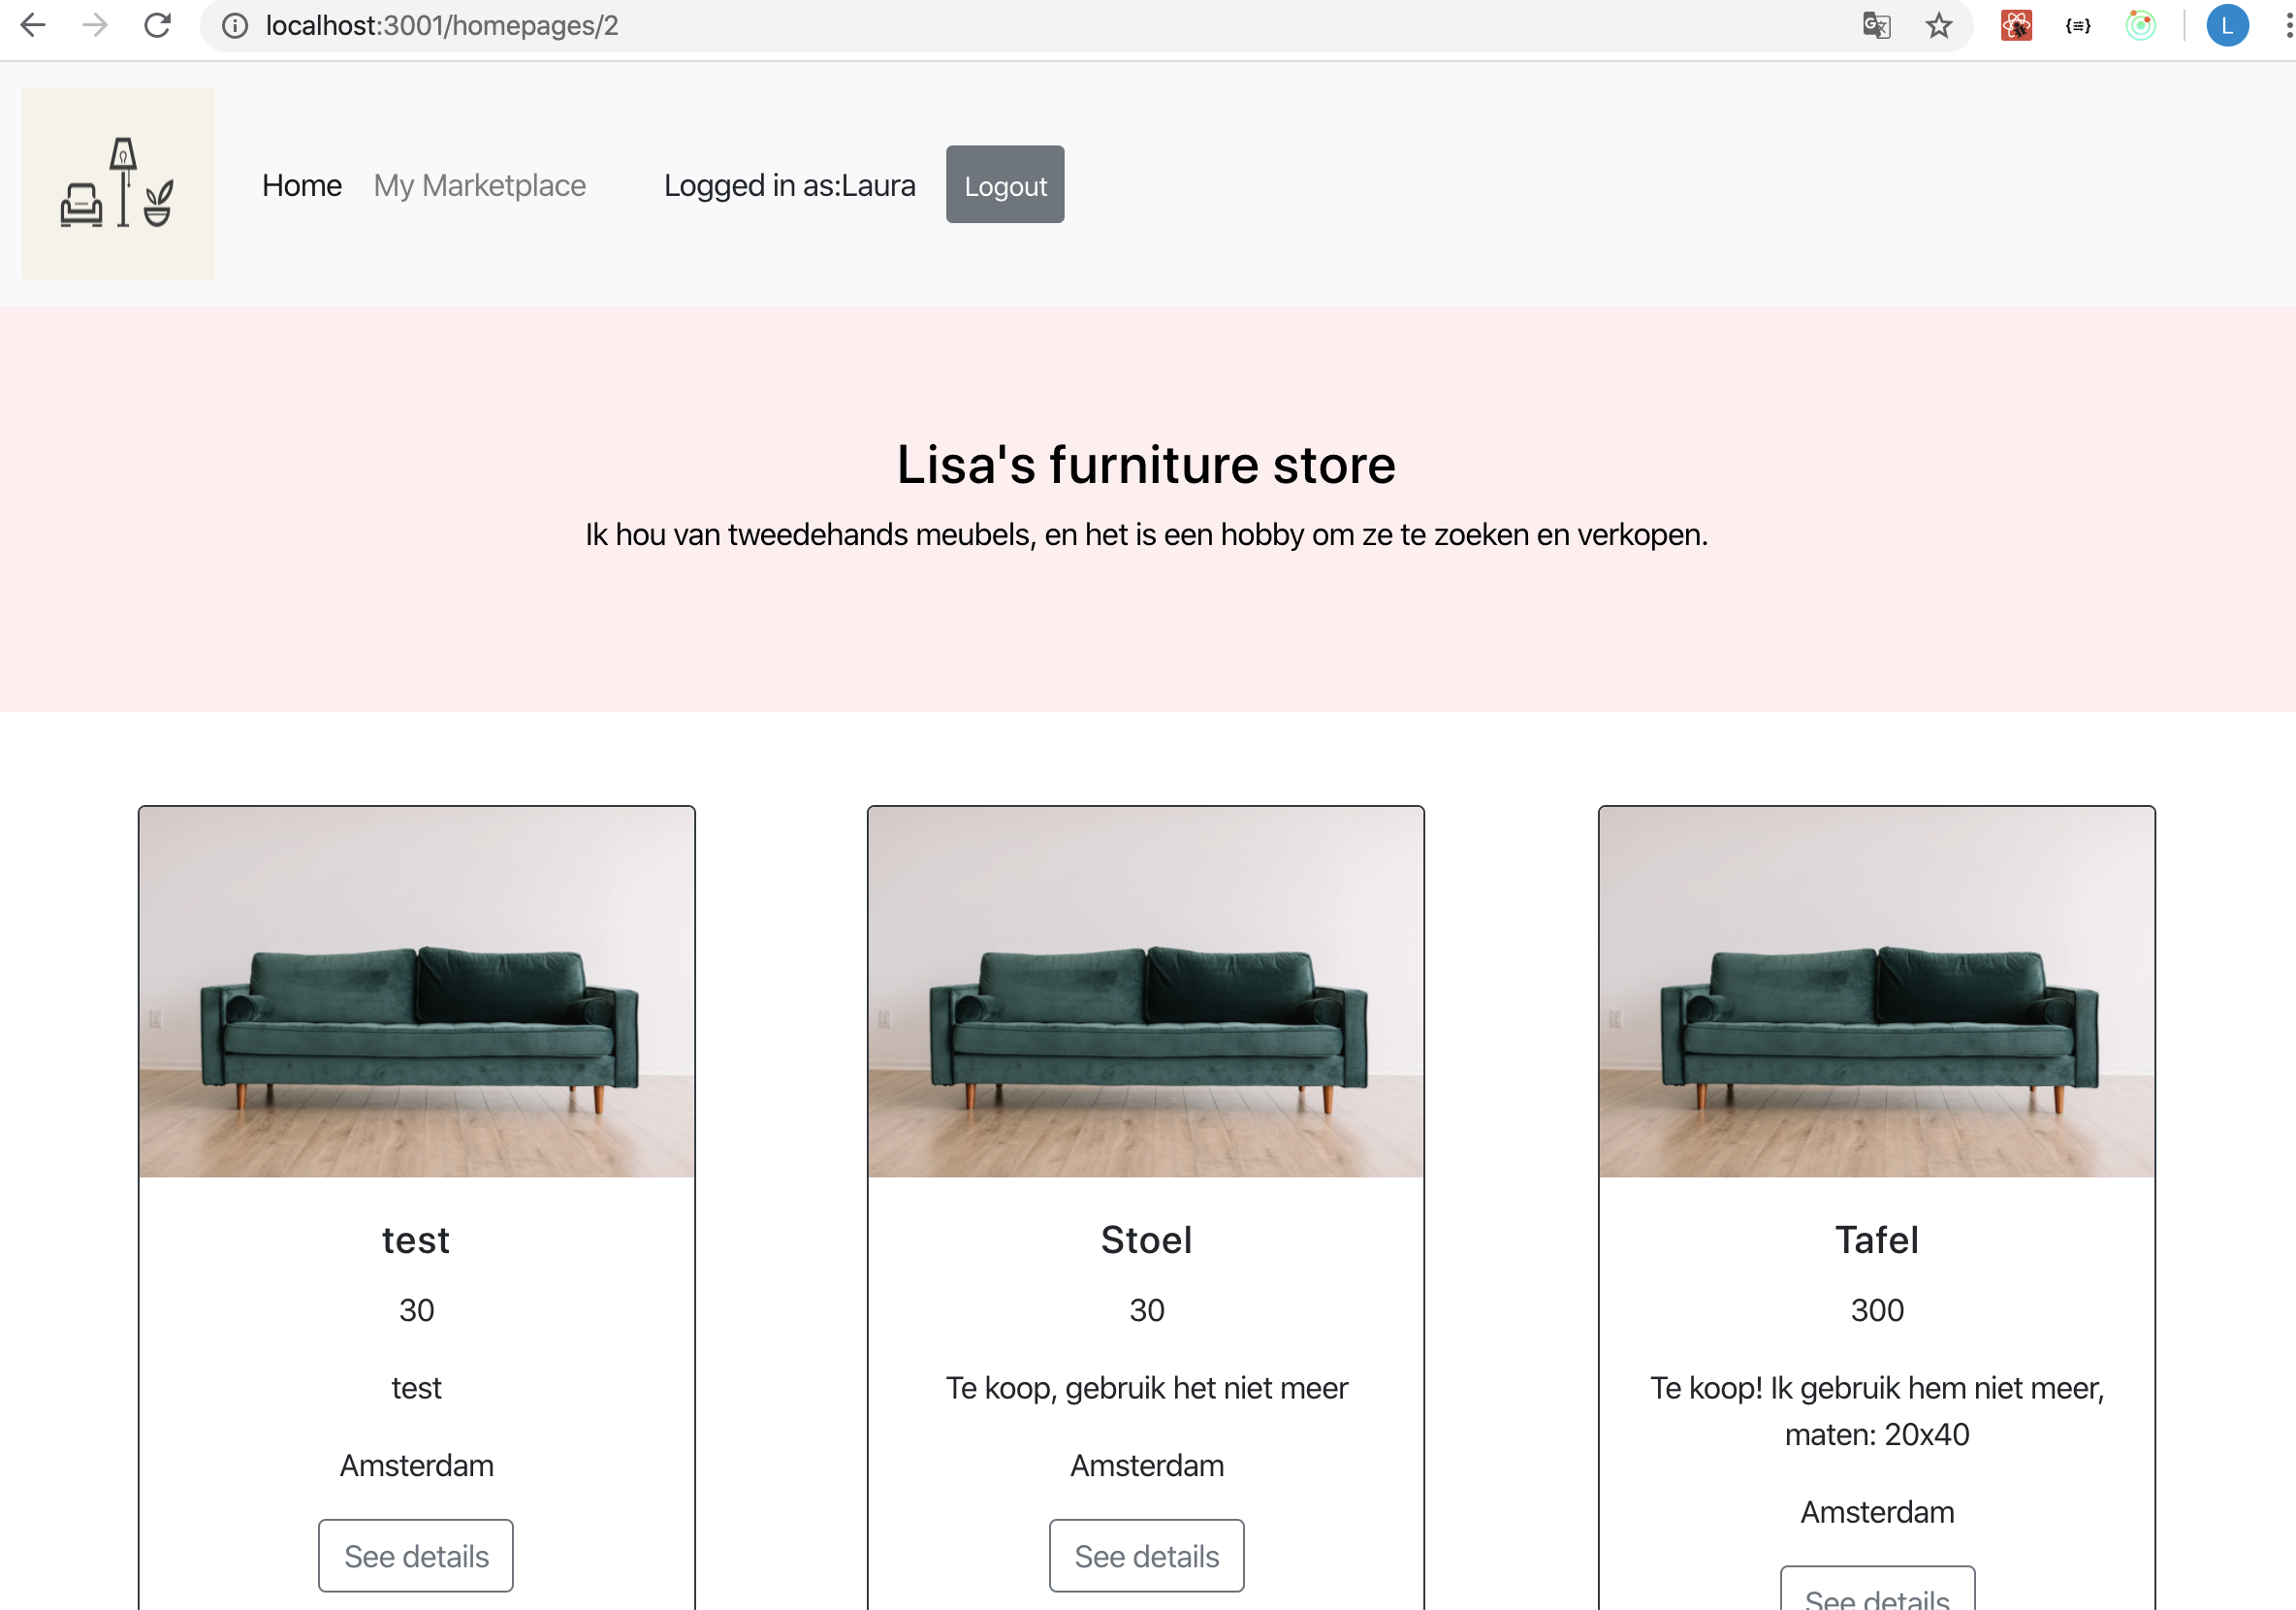 localhost:3001/homepages/2
L
Home My Marketplace Logged in as:Laura Logout
Lisa's furniture store
Ik hou van tweedehands meubels, en het is een hobby om ze te zoeken en verkopen.
test
30
test
Amsterdam
See details
Stoel
30
Te koop, gebruik het niet meer
Amsterdam
See details
Tafel
300
Te koop! Ik gebruik hem niet meer,
maten: 20x40
Amsterdam
See details